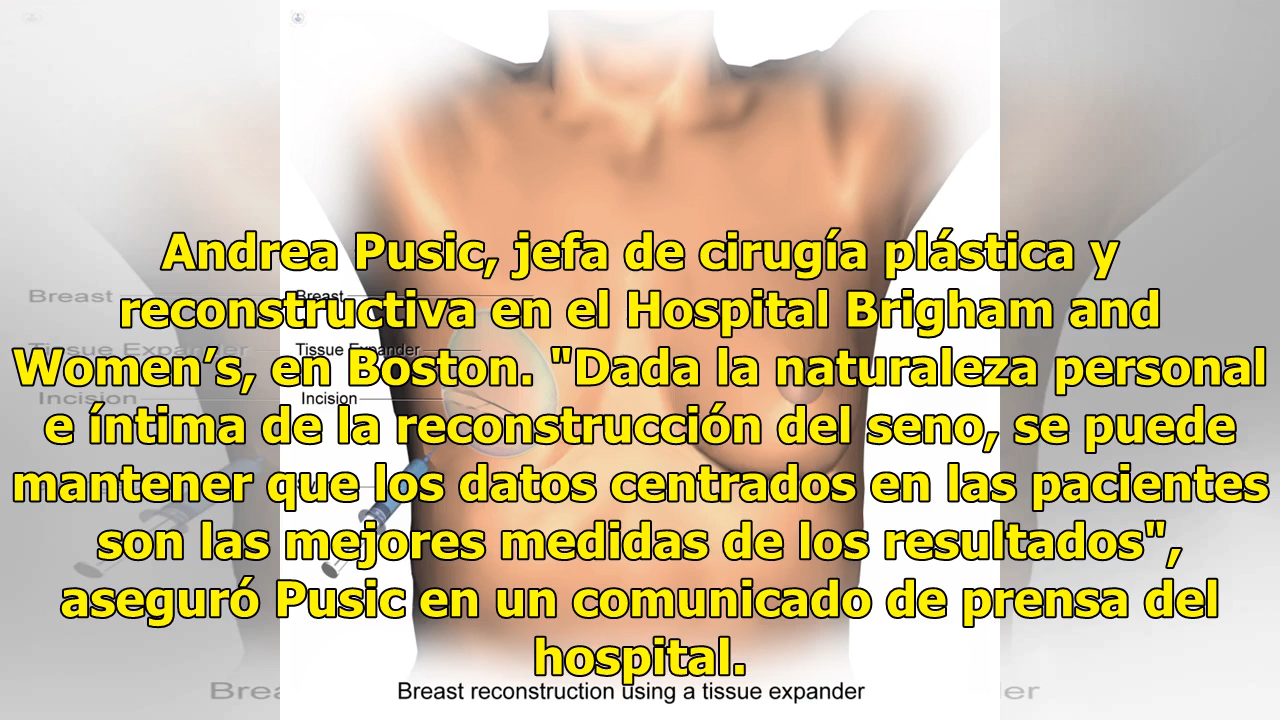 Andrea Pusic, jefa de cirugía plástica y
Breast
reconstructiva en el Hospital Brigham and
Tissue Expander
Women’s, en Boston. "Dada la naturaleza personal
Incision
e íntima de la reconstrucción del seno, se puede
mantener que los datos centrados en las pacientes
son las mejores medidas de los resultados",
aseguró Pusic en un comunicado de prensa del
hospital.
Breast reconstruction using a tissue expander